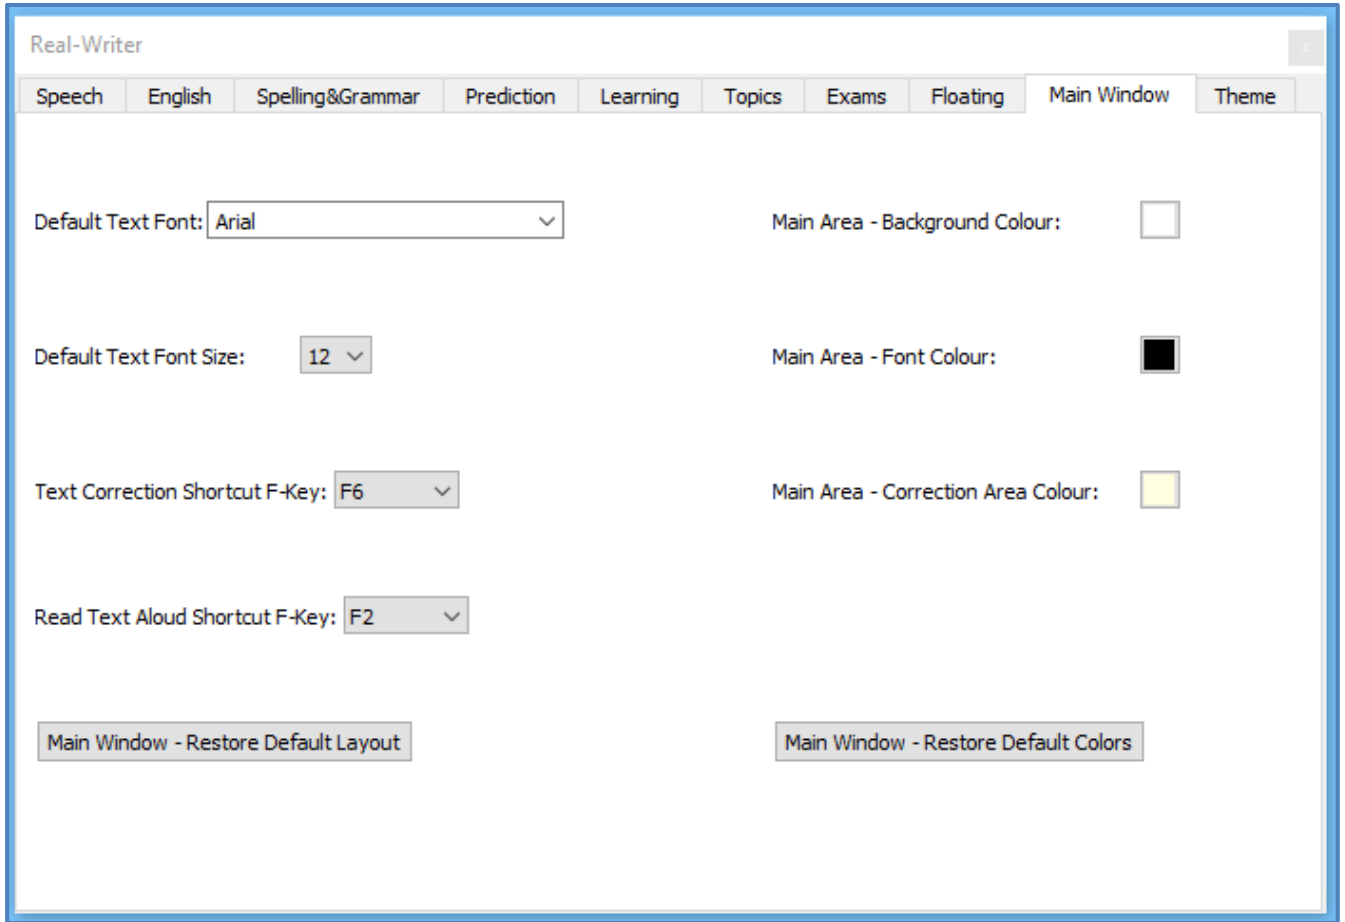 Real-Writer
x
Speech English Spelling&Grammar Prediction Learning Topics Exams Floating Main Window Theme
Default Text Font: Arial
Main Area - Background Colour:
Default Text Font Size: 12
Main Area - Font Colour:
Text Correction Shortcut F-Key: F6
Main Area - Correction Area Colour:
Read Text Aloud Shortcut F-Key: F2
Main Window - Restore Default Layout
Main Window - Restore Default Colors